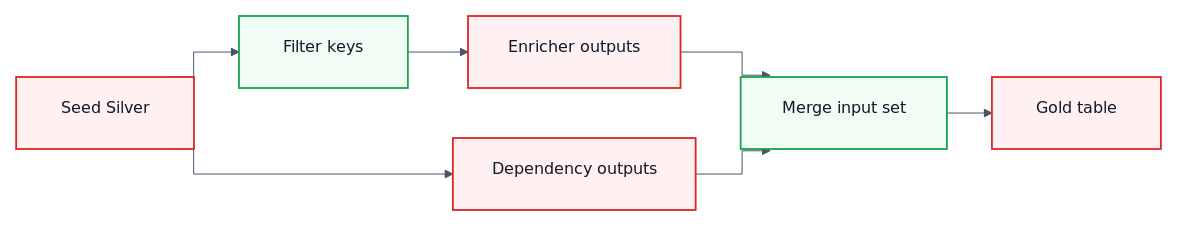 Seed Silver
Filter keys
Enricher outputs
Dependency outputs
Merge input set
Gold table